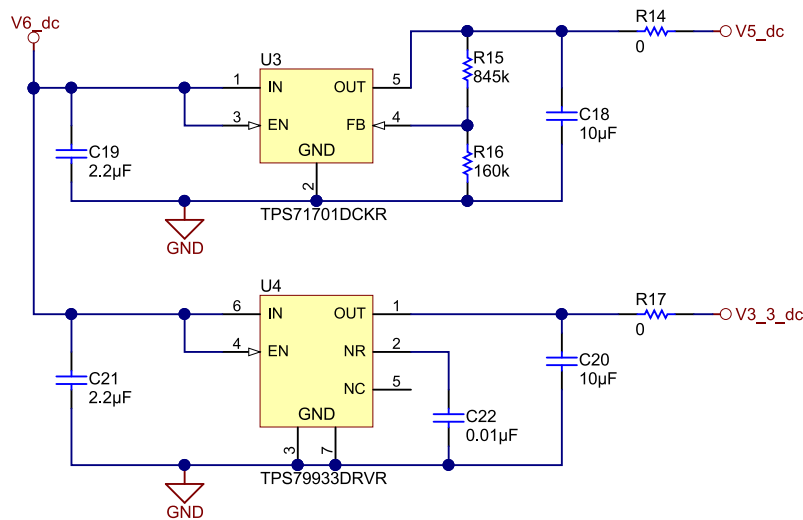 V6_dc
U3
1
IN
OUT
5
3
EN
FB
4
GND
2
TPS71701DCKR
C19
2.2µF
GND
R15
845k
R16
160k
C18
10µF
R14
0
V5_dc
U4
6
IN
OUT
1
4
EN
NR
2
NC
5
GND
3
7
TPS79933DRVR
C21
2.2µF
GND
C22
0.01µF
C20
10µF
R17
0
V3_3_dc